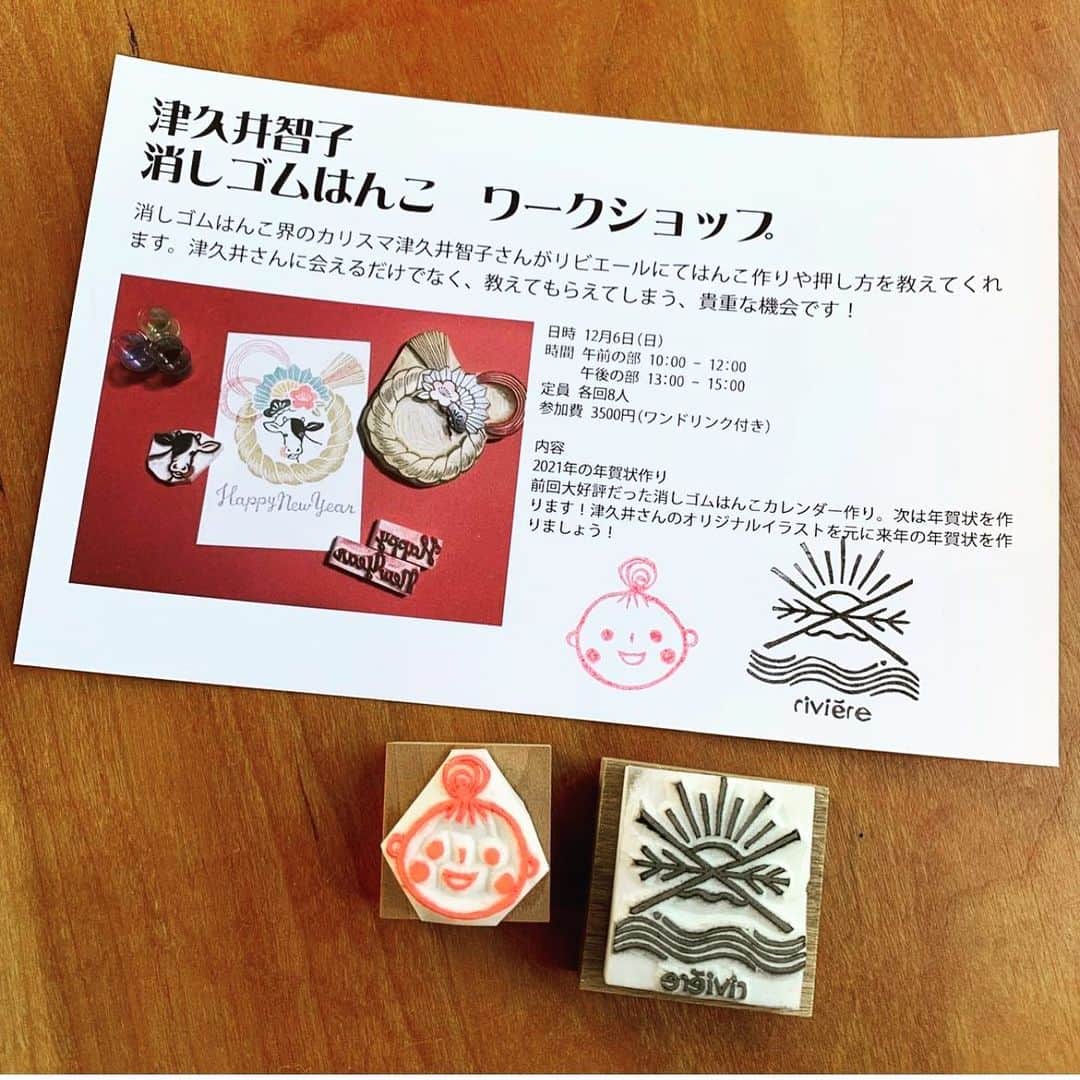 津久井智子
消しゴムはんこ ワークショップ
消しゴムはんこ界のカリスマ津久井智子さんがリビエールにてはんこ作りや押し方を教えてくれ
ます。津久井さんに会えるだけでなく、教えてもらえてしまう、貴重な機会です！
日時 12月6日(日)
時間 午前の部 10:00 - 12:00
午後の部 13:00 - 15:00
定員 各回8人
参加費 3500円(ワンドリンク付き)
内容
2021年の年賀状作り
前回大好評だった消しゴムはんこカレンダー作り。次は年賀状を作
ります！津久井さんのオリジナルイラストを元に来年の年賀状を作
りましょう！
Happy New Year
Happy
New Year
rivière
rivière